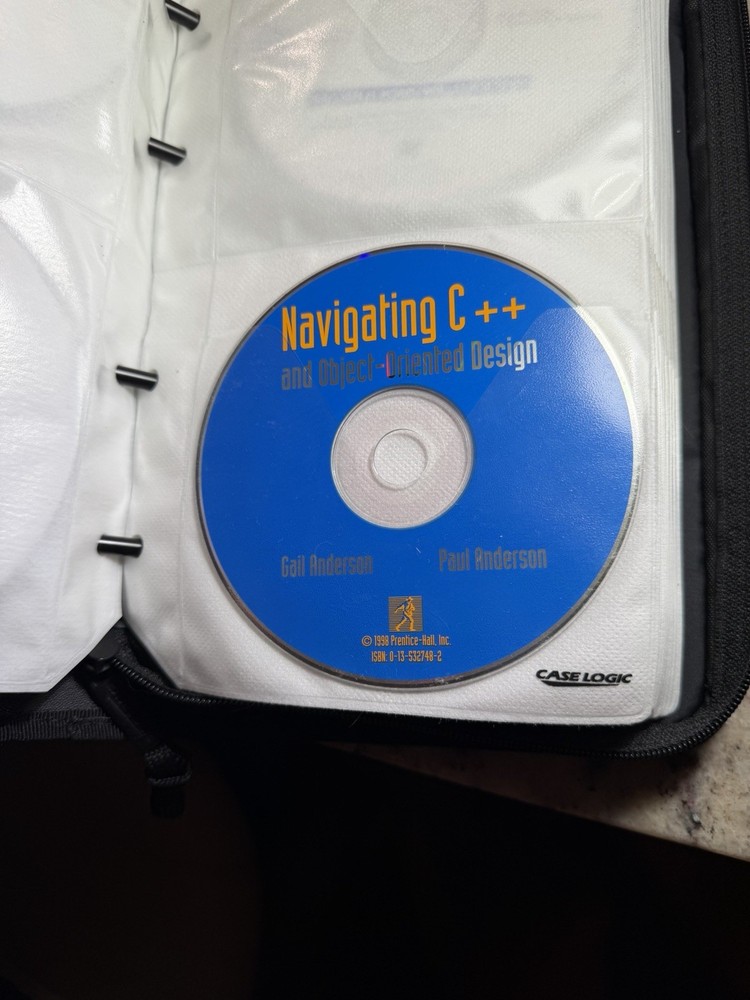 Navigating C ++
and Object-Oriented Design
Gail Anderson Paul Anderson
© 1998 Prentice-Hall, Inc.
ISBN: 0-13-532748-2
CASE LOGIC